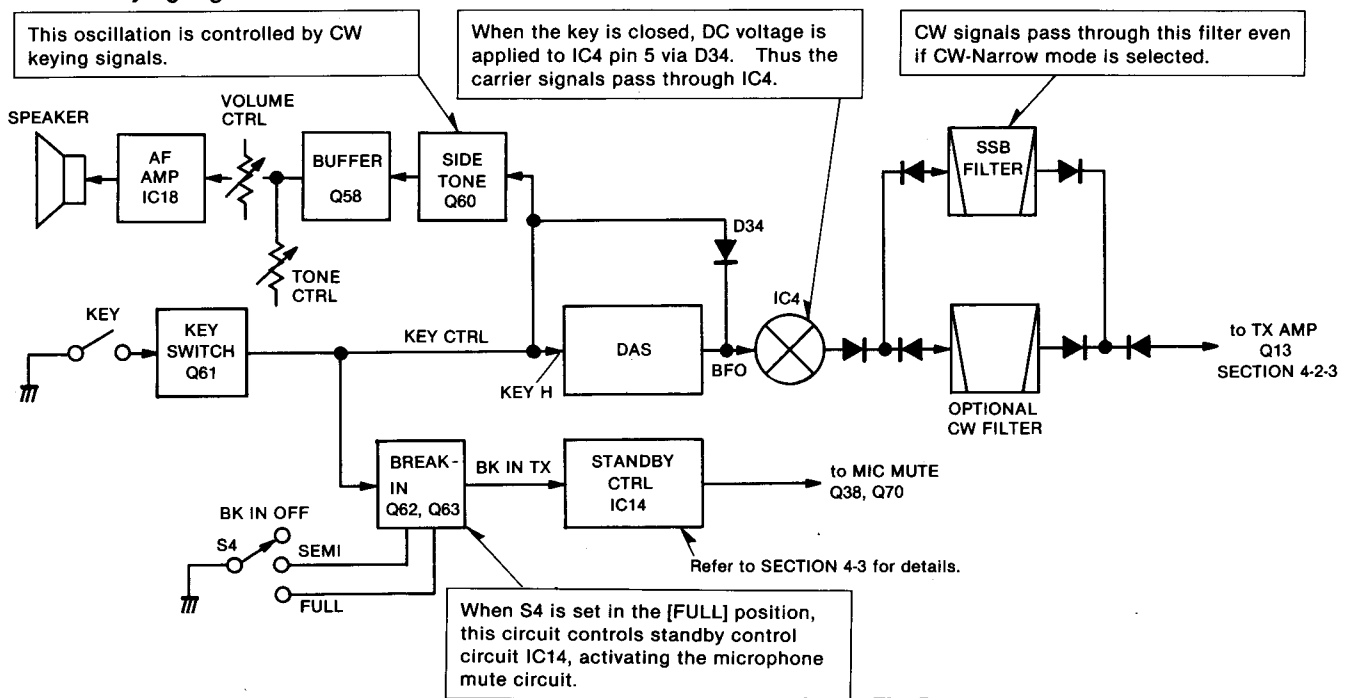 This oscillation is controlled by CW
keying signals.
When the key is closed, DC voltage is
applied to IC4 pin 5 via D34. Thus the
carrier signals pass through IC4.
CW signals pass through this filter even
if CW-Narrow mode is selected.
SPEAKER
VOLUME
CTRL
AF
AMP
IC18
BUFFER
Q58
SIDE
TONE
Q60
SSB
FILTER
D34
TONE
CTRL
IC4
KEY
KEY
SWITCH
Q61
KEY CTRL
KEY H
DAS
BFO
OPTIONAL
CW FILTER
to TX AMP
Q13
SECTION 4-2-3
BREAK-
IN
Q62, Q63
BK IN TX
STANDBY
CTRL
IC14
to MIC MUTE
Q38, Q70
BK IN OFF
S4
SEMI
FULL
Refer to SECTION 4-3 for details.
When S4 is set in the [FULL] position,
this circuit controls standby control
circuit IC14, activating the microphone
mute circuit.